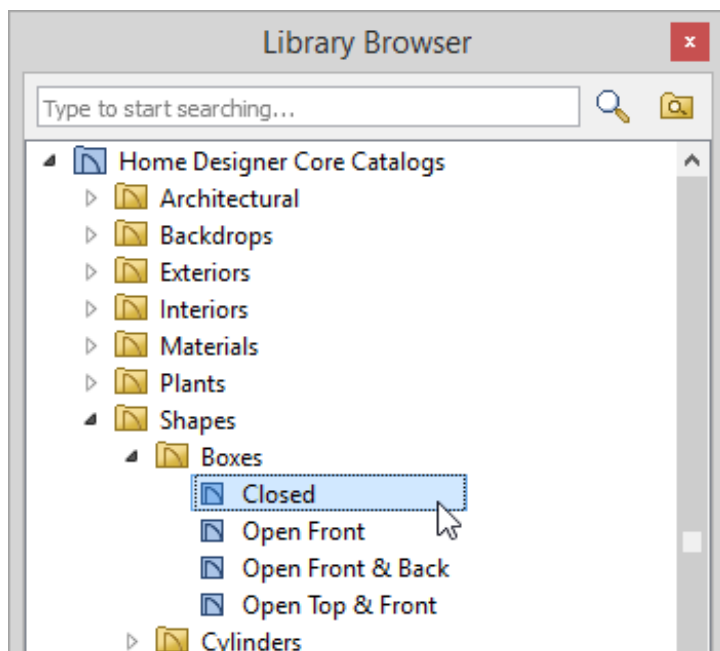 Library Browser
x
Type to start searching...
Home Designer Core Catalogs
Architectural
Backdrops
Exteriors
Interiors
Materials
Plants
Shapes
Boxes
Closed
Open Front
Open Front & Back
Open Top & Front
Cylinders